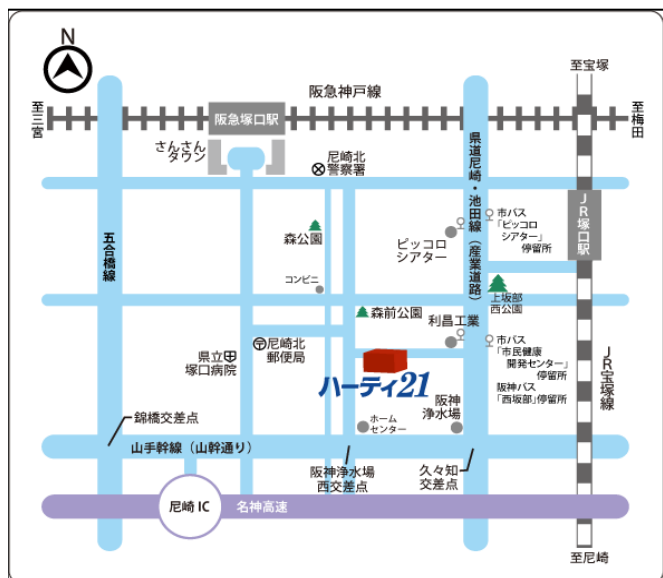 N
至宝塚
阪急神戸線
至三宮
阪急塚口駅
至梅田
さんさん
タウン
尼崎北
警察署
県道尼崎・池田線（産業道路）
市バス
「ピッコロ
シアター」
停留所
JR塚口駅
五合橋線
森公園
ピッコロ
シアター
コンビニ
上坂部
西公園
森前公園
利昌工業
県立
塚口病院
尼崎北
郵便局
市バス
「市民健康
開発センター」
停留所
阪神バス
「西坂部」停留所
JR宝塚線
ハーティ21
阪神
浄水場
ホーム
センター
錦橋交差点
山手幹線（山幹通り）
阪神浄水場
西交差点
久々知
交差点
尼崎IC
名神高速
至尼崎